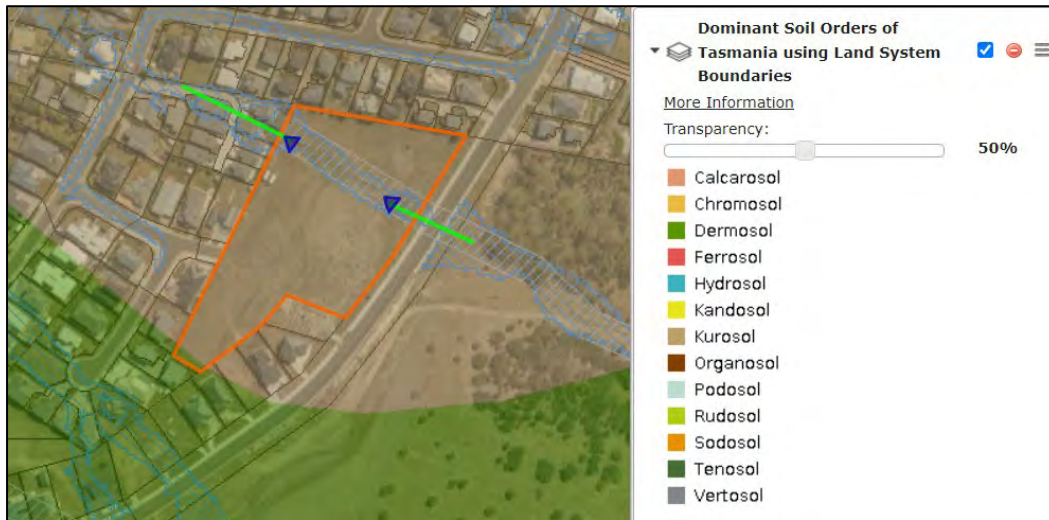 Dominant Soil Orders of
Tasmania using Land System
Boundaries
More Information
Transparency:
50%
Calcarosol
Chromosol
Dermosol
Ferrosol
Hydrosol
Kandosol
Kurosol
Organosol
Podosol
Rudosol
Sodosol
Tenosol
Vertosol